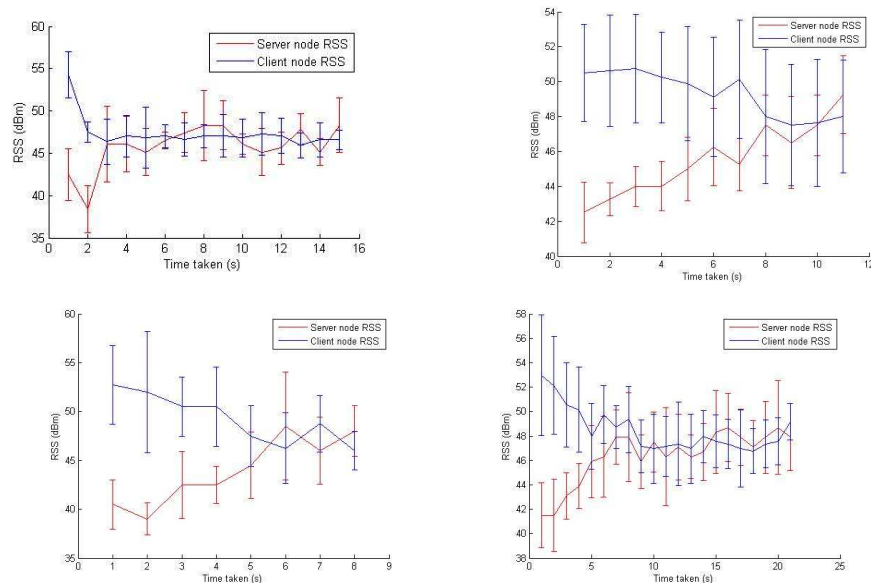 60
55
50
45
40
35
0 2 4 6 8 10 12 14 16
RSS (dBm)
Time taken (s)
Server node RSS
Client node RSS
54
52
50
48
46
44
42
40
0 2 4 6 8 10 12
RSS (dBm)
Time taken (s)
Server node RSS
Client node RSS
60
55
50
45
40
35
0 1 2 3 4 5 6 7 8 9
RSS (dBm)
Time taken (s)
Server node RSS
Client node RSS
58
56
54
52
50
48
46
44
42
40
38
0 5 10 15 20 25
RSS (dBm)
Time taken (s)
Server node RSS
Client node RSS